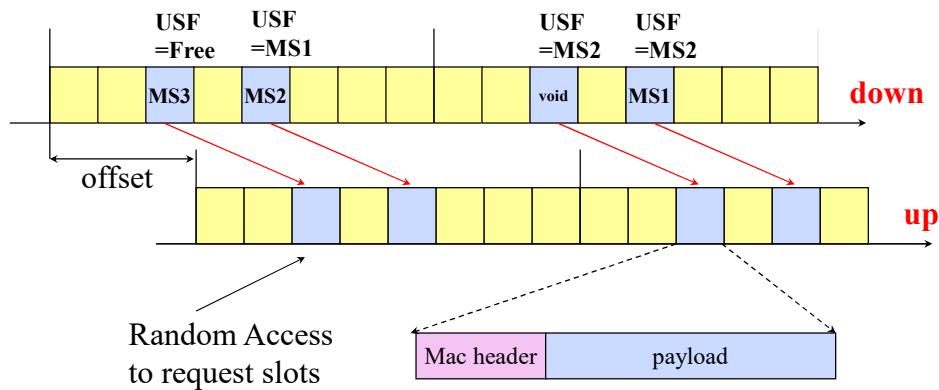 USF
=Free
USF
=MS1
USF
=MS2
USF
=MS2
MS3
MS2
void
MS1
down
offset
up
Random Access
to request slots
Mac header
payload